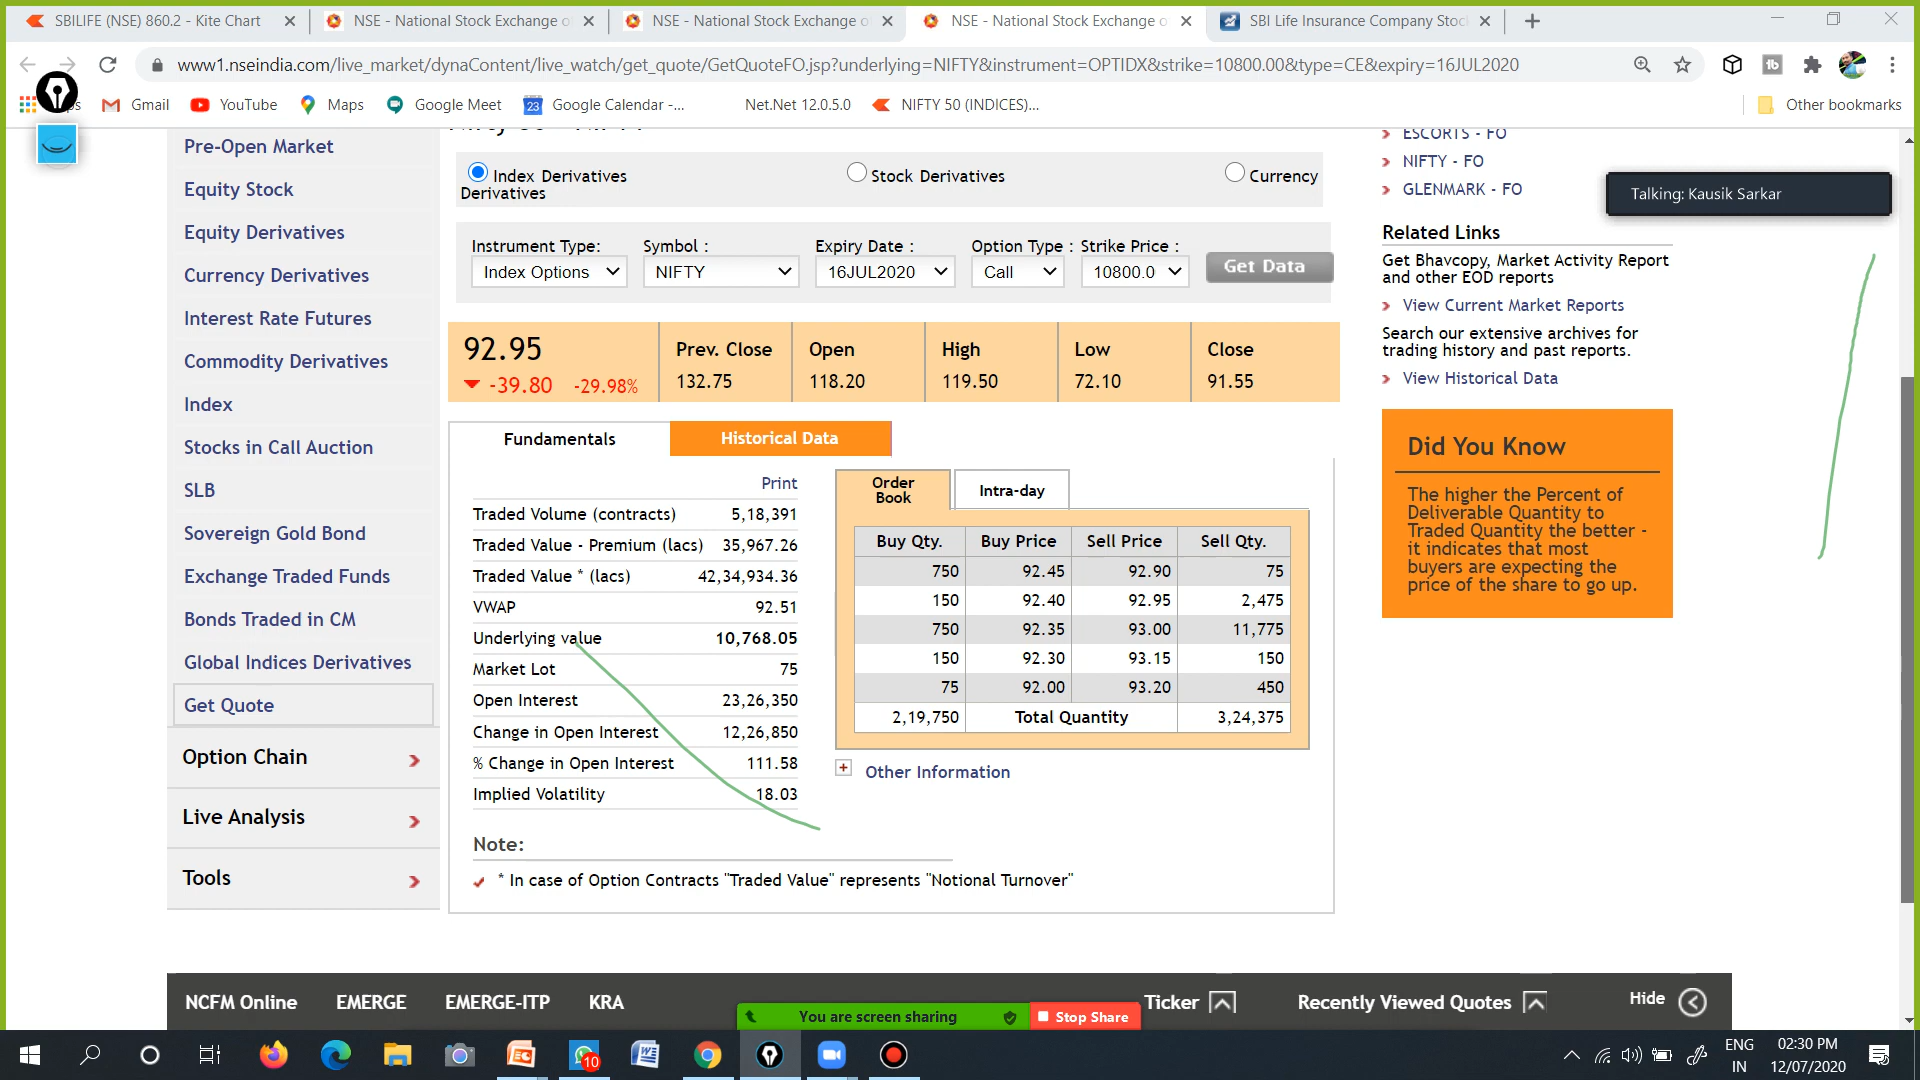 SBILIFE (NSE) 860.2 - Kite Chart
NSE - National Stock Exchange o
NSE - National Stock Exchange o
NSE - National Stock Exchange o
SBI Life Insurance Company Stoc
www1.nseindia.com/live_market/dynaContent/live_watch/get_quote/GetQuoteFO.jsp?underlying=NIFTY&instrument=OPTIDX&strike=10800.00&type=CE&expiry=16JUL2020
Gmail
YouTube
Maps
Google Meet
23
Google Calendar -...
Net.Net 12.0.5.0
NIFTY 50 (INDICES)...
Other bookmarks
Pre-Open Market
Equity Stock
Equity Derivatives
Currency Derivatives
Interest Rate Futures
Commodity Derivatives
Index
Stocks in Call Auction
SLB
Sovereign Gold Bond
Exchange Traded Funds
Bonds Traded in CM
Global Indices Derivatives
Get Quote
Option Chain
Live Analysis
Tools
Index Derivatives
Stock Derivatives
Currency
Derivatives
Instrument Type: Symbol : Expiry Date : Option Type : Strike Price :
Index Options NIFTY 16JUL2020 Call 10800.0 Get Data
92.95
-39.80 -29.98%
Prev. Close Open High Low Close
132.75 118.20 119.50 72.10 91.55
Fundamentals
Historical Data
Print
Traded Volume (contracts) 5,18,391
Traded Value - Premium (lacs) 35,967.26
Traded Value * (lacs) 42,34,934.36
VWAP 92.51
Underlying value 10,768.05
Market Lot 75
Open Interest 23,26,350
Change in Open Interest 12,26,850
% Change in Open Interest 111.58
Implied Volatility 18.03
Order Book
Intra-day
Buy Qty. Buy Price Sell Price Sell Qty.
750 92.45 92.90 75
150 92.40 92.95 2,475
750 92.35 93.00 11,775
150 92.30 93.15 150
75 92.00 93.20 450
2,19,750 Total Quantity 3,24,375
Other Information
Note:
* In case of Option Contracts "Traded Value" represents "Notional Turnover"
ESCORTS - FO
NIFTY - FO
GLENMARK - FO
Talking: Kausik Sarkar
Related Links
Get Bhavcopy, Market Activity Report
and other EOD reports
View Current Market Reports
Search our extensive archives for
trading history and past reports.
View Historical Data
Did You Know
The higher the Percent of
Deliverable Quantity to
Traded Quantity the better -
it indicates that most
buyers are expecting the
price of the share to go up.
NCFM Online EMERGE EMERGE-ITP KRA
Ticker
Recently Viewed Quotes
Hide
You are screen sharing
Stop Share
10
ENG
IN
02:30 PM
12/07/2020